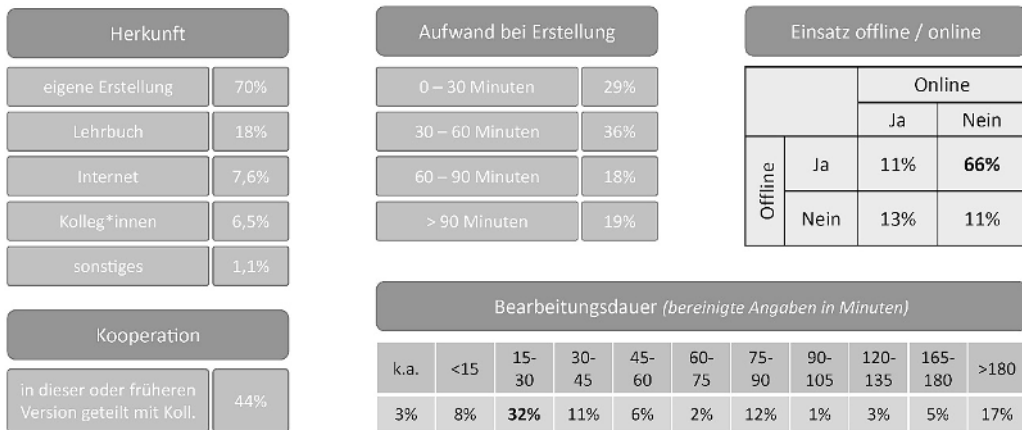 Herkunft
eigene Erstellung 70%
Lehrbuch 18%
Internet 7,6%
Kolleg*innen 6,5%
sonstiges 1,1%
Kooperation
in dieser oder früheren
Version geteilt mit Koll. 44%
Aufwand bei Erstellung
0 – 30 Minuten 29%
30 – 60 Minuten 36%
60 – 90 Minuten 18%
> 90 Minuten 19%
Einsatz offline / online
Online
Ja Nein
Offline
Ja 11% 66%
Nein 13% 11%
Bearbeitungsdauer (bereinigte Angaben in Minuten)
k.a. <15 15-30 30-45 45-60 60-75 75-90 90-105 120-135 165-180 >180
3% 8% 32% 11% 6% 2% 12% 1% 3% 5% 17%